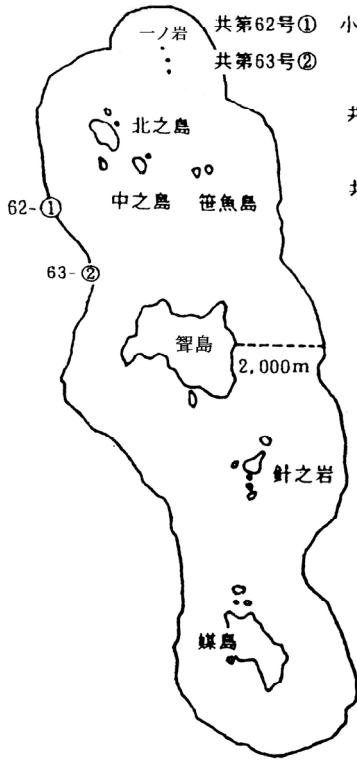 一ノ岩
共第62号① 小
共第63号②
北之島
中之島
笹魚島
62-①
63-②
聟島
2,000m
針之岩
媒島